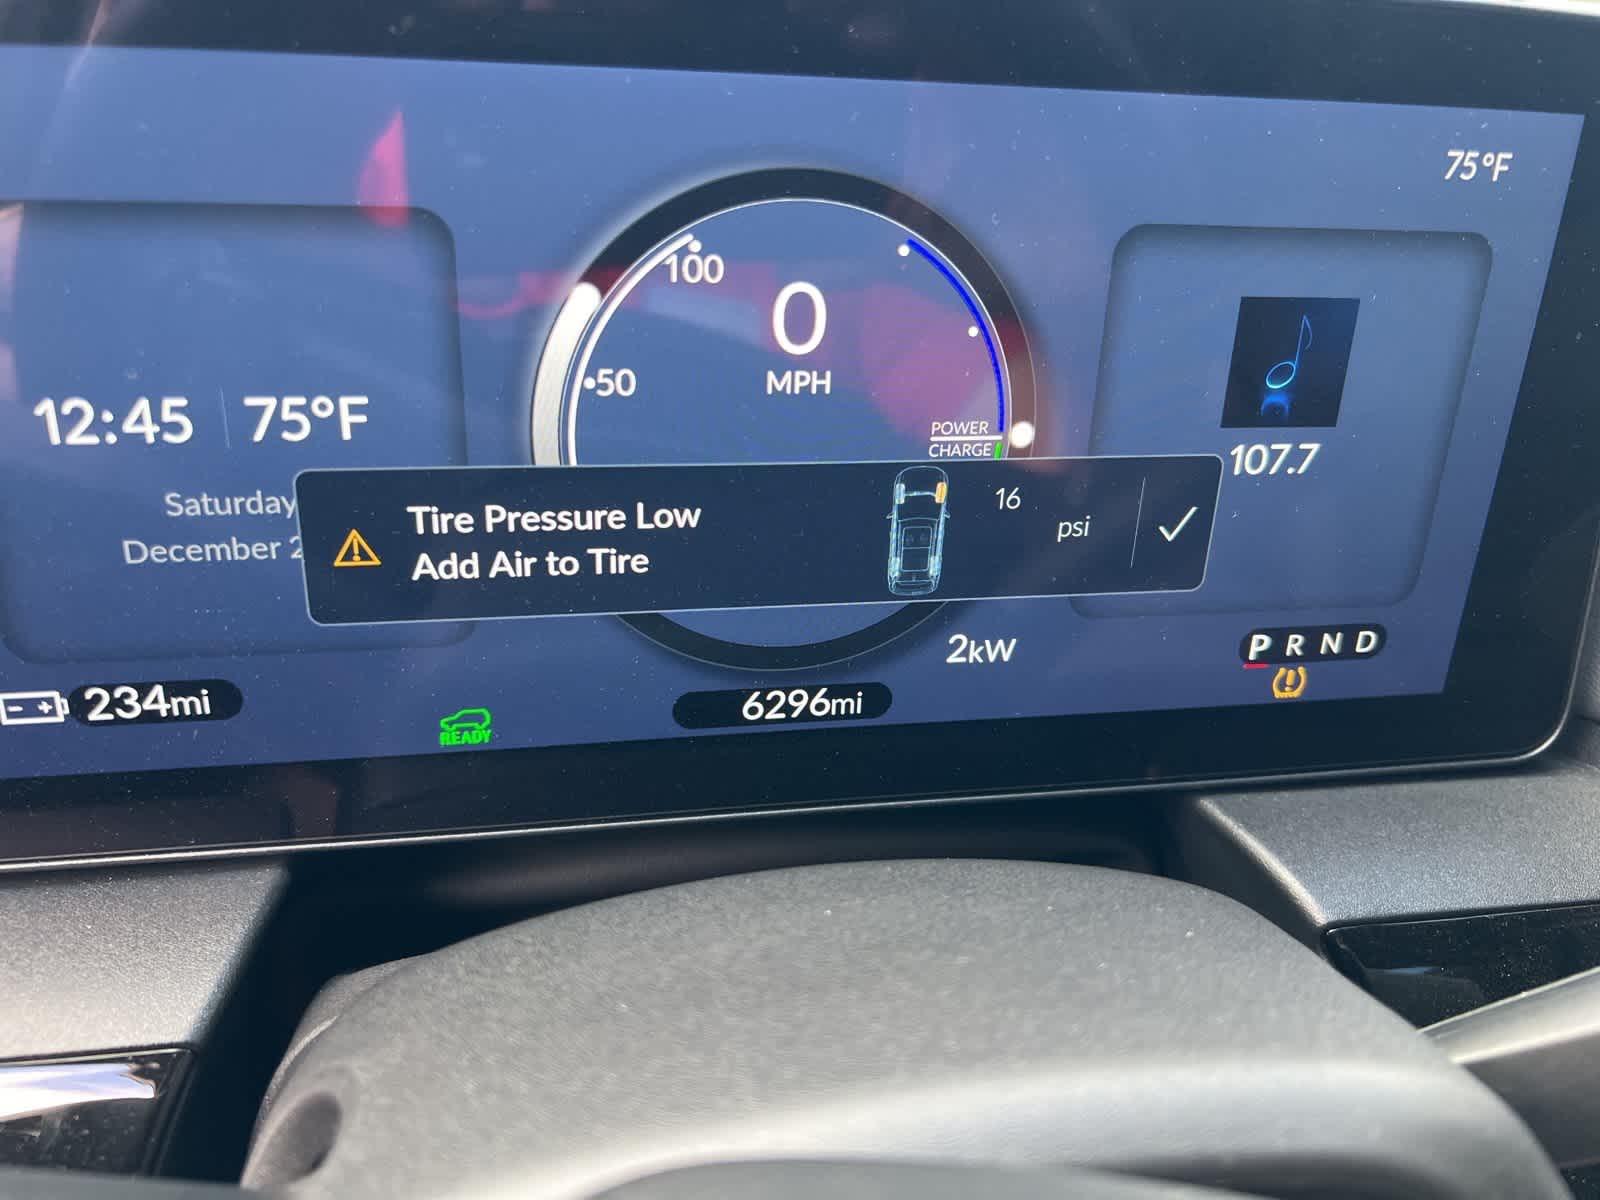 75°F
100
0
MPH
50
POWER
CHARGE
12:45 75°F
Saturday
December
107.7
Tire Pressure Low
Add Air to Tire
16
psi
2kW
P R N D
234mi
READY
6296mi